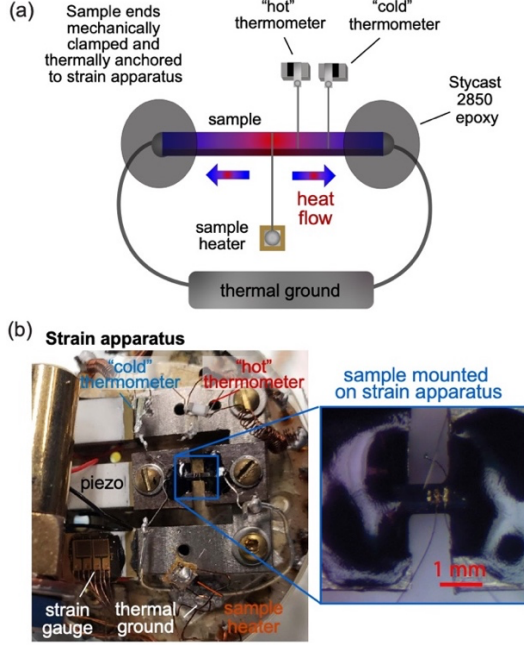 (a)
Sample ends
mechanically
clamped and
thermally anchored
to strain apparatus
“hot”
thermometer
“cold”
thermometer
sample
Stycast
2850
epoxy
sample
heater
heat
flow
thermal ground
(b)
Strain apparatus
“cold”
thermometer
“hot”
thermometer
sample mounted
on strain apparatus
piezo
1 mm
strain
gauge
thermal
ground
sample
heater